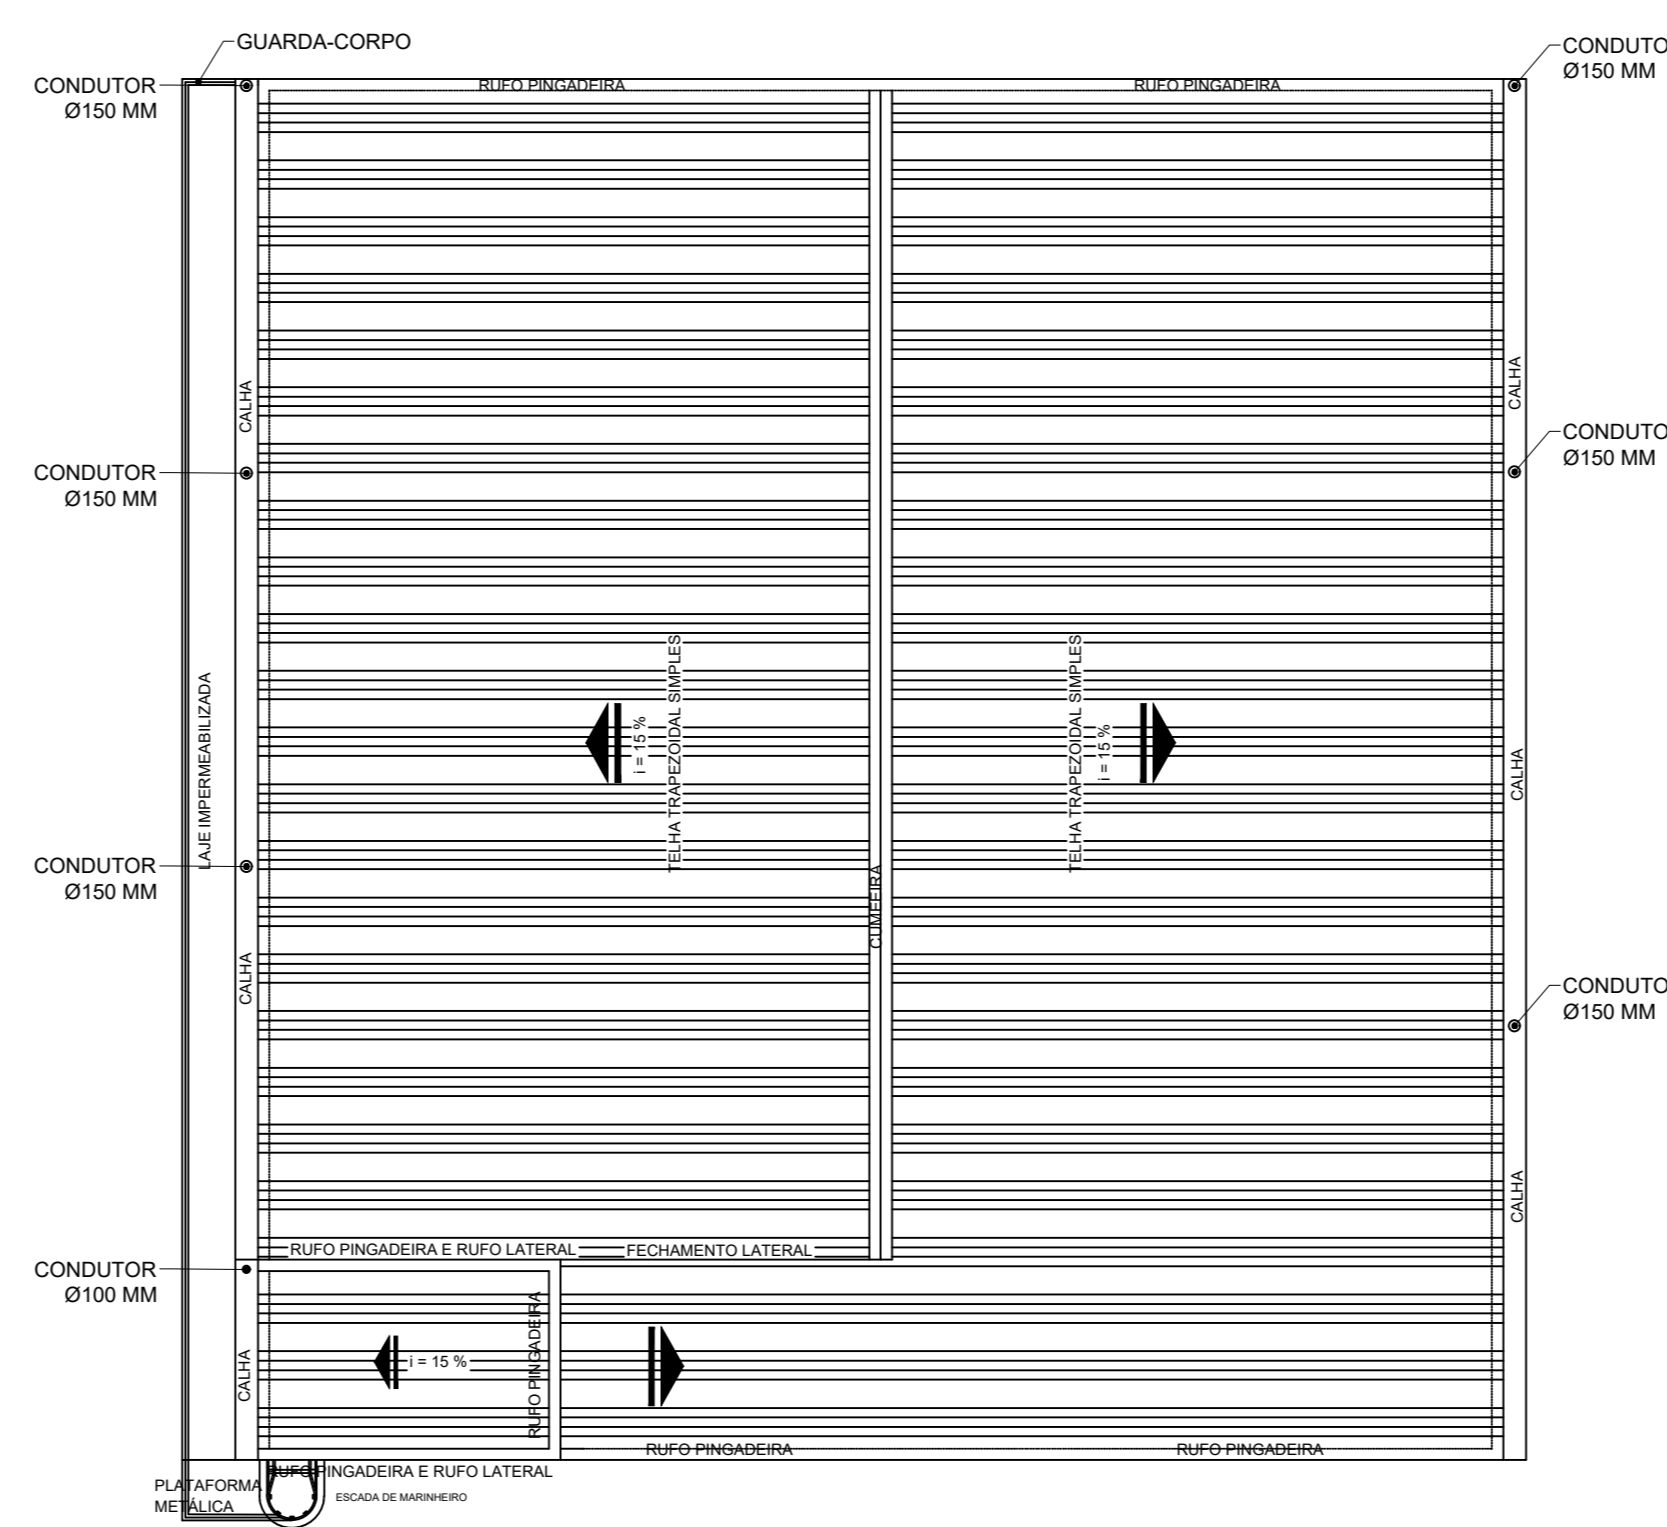 GUARDA-CORPO
CONDUTOR
Ø150 MM
RUFO PINGADEIRA
RUFO PINGADEIRA
CONDUTO
Ø150 MM
CALHA
CALHA
CONDUTOR
Ø150 MM
CONDUTO
Ø150 MM
LAJE IMPERMEABILIZADA
i = 15 %
TELHA TRAPEZOIDAL SIMPLES
TELHA TRAPEZOIDAL SIMPLES
i = 15 %
CALHA
CONDUTOR
Ø150 MM
CUMEEIRA
CALHA
CONDUTO
Ø150 MM
CALHA
RUFO PINGADEIRA E RUFO LATERAL
FECHAMENTO LATERAL
CONDUTOR
Ø100 MM
CALHA
i = 15 %
RUFO PINGADEIRA
RUFO PINGADEIRA
RUFO PINGADEIRA
RUFO PINGADEIRA E RUFO LATERAL
PLATAFORMA
METÁLICA
ESCADA DE MARINHEIRO